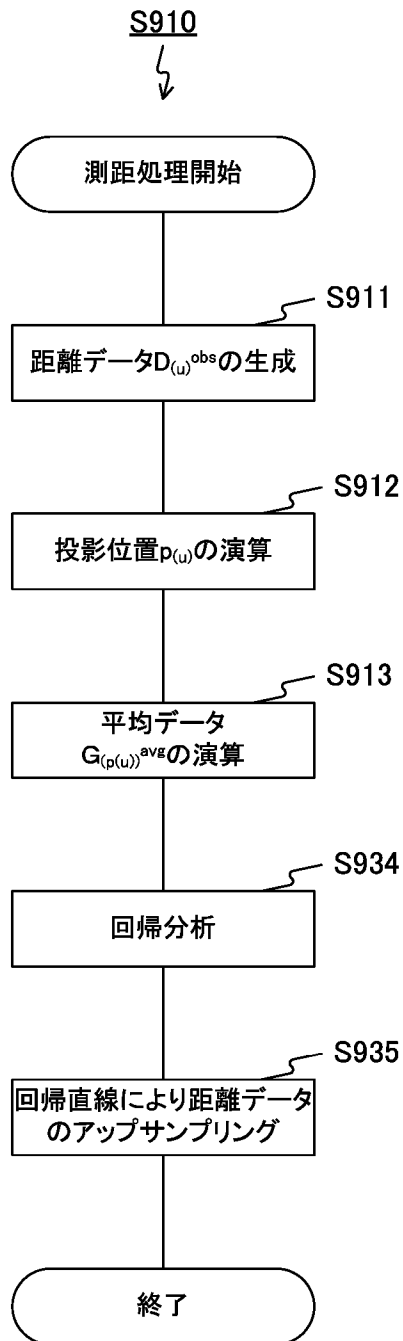 S910
測距処理開始
S911
距離データD(u)obsの生成
S912
投影位置p(u)の演算
S913
平均データ
G(p(u))avgの演算
S934
回帰分析
S935
回帰直線により距離データ
のアップサンプリング
終了